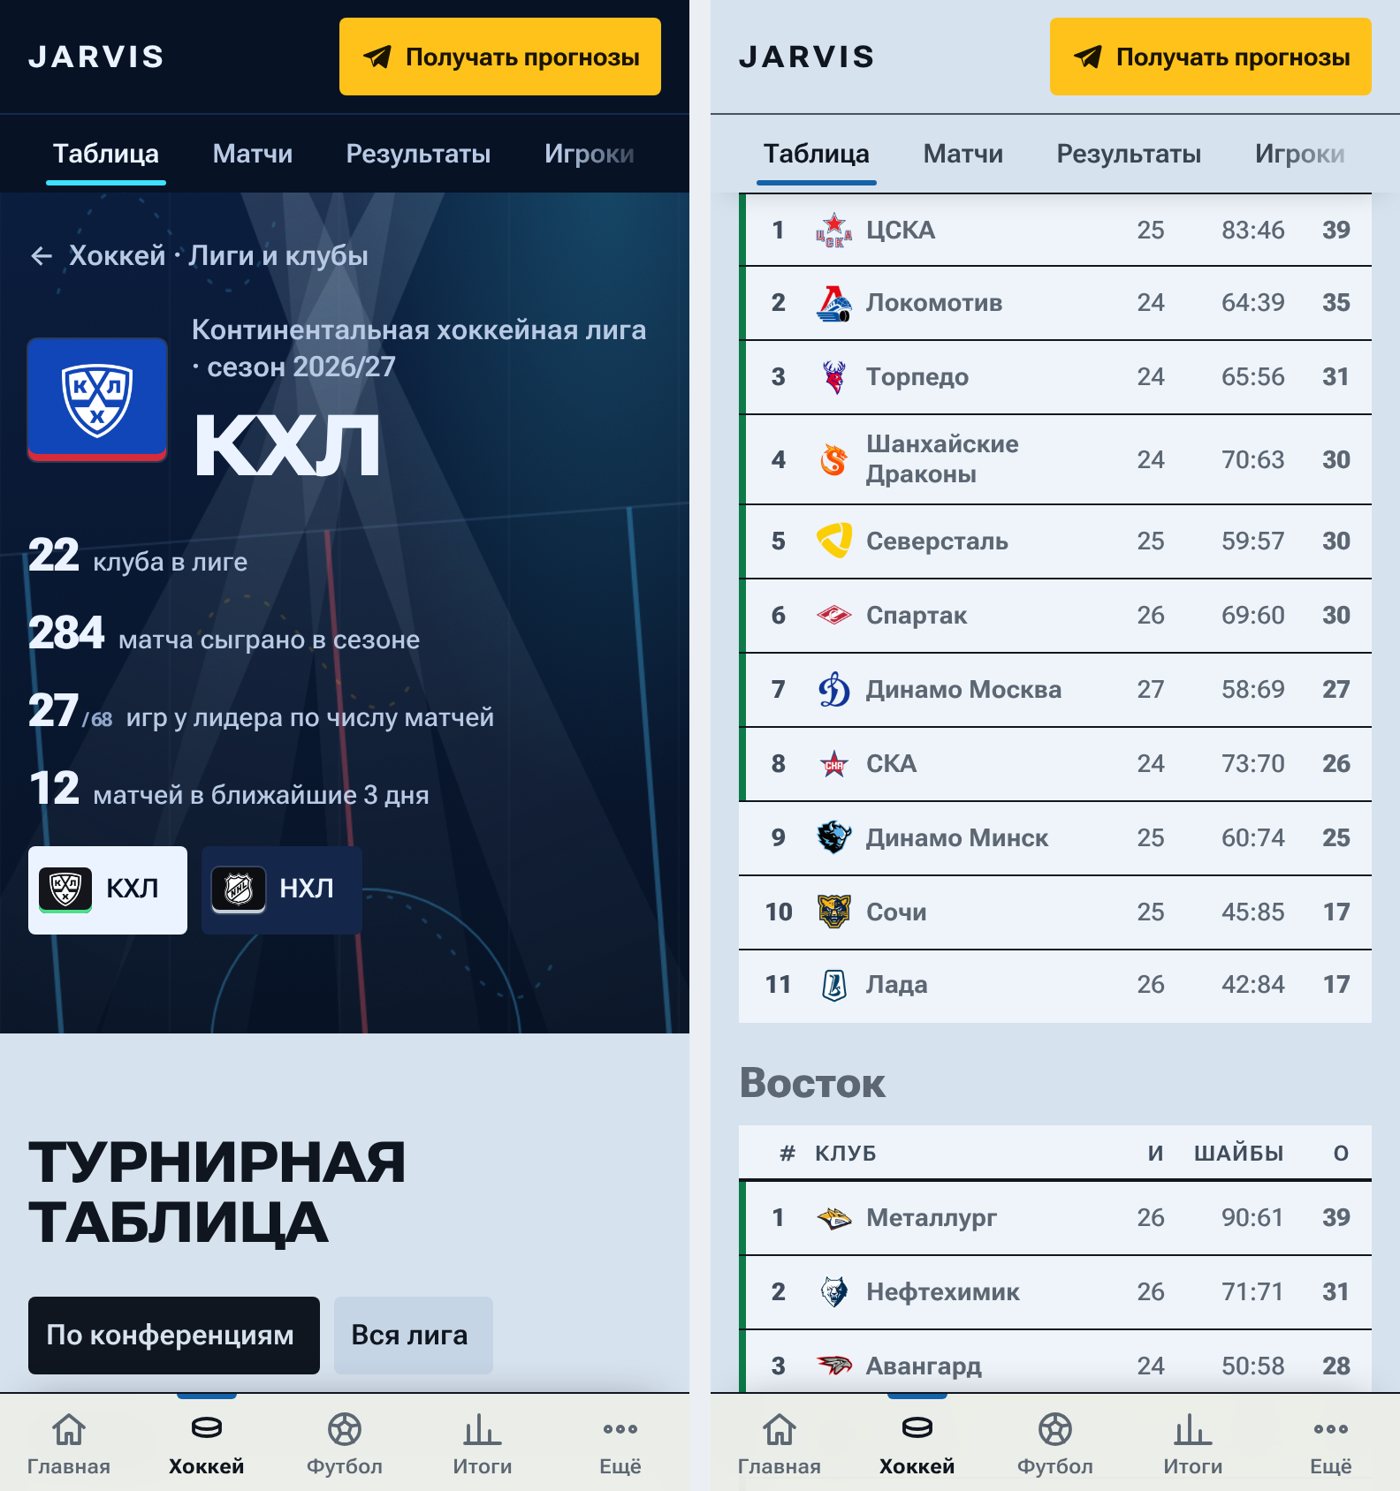 JARVIS
Получать прогнозы
Таблица Матчи Результаты Игроки
← Хоккей · Лиги и клубы
Континентальная хоккейная лига
· сезон 2026/27
КХЛ
КХЛ
22 клуба в лиге
284 матча сыграно в сезоне
27 /68 игр у лидера по числу матчей
12 матчей в ближайшие 3 дня
КХЛ КХЛ NHL НХЛ
ТУРНИРНАЯ
ТАБЛИЦА
По конференциям Вся лига
Главная Хоккей Футбол Итоги Ещё
JARVIS
Получать прогнозы
Таблица Матчи Результаты Игроки
1 ЦСКА ЦСКА 25 83:46 39
2 Локомотив 24 64:39 35
3 Торпедо 24 65:56 31
4 Шанхайские
Драконы 24 70:63 30
5 Северсталь 25 59:57 30
6 Спартак 26 69:60 30
7 Д Динамо Москва 27 58:69 27
8 СКА СКА 24 73:70 26
9 Динамо Минск 25 60:74 25
10 Сочи 25 45:85 17
11 Лада 26 42:84 17
Восток
# КЛУБ И ШАЙБЫ О
1 Металлург 26 90:61 39
2 Нефтехимик 26 71:71 31
3 Авангард 24 50:58 28
Главная Хоккей Футбол Итоги Ещё